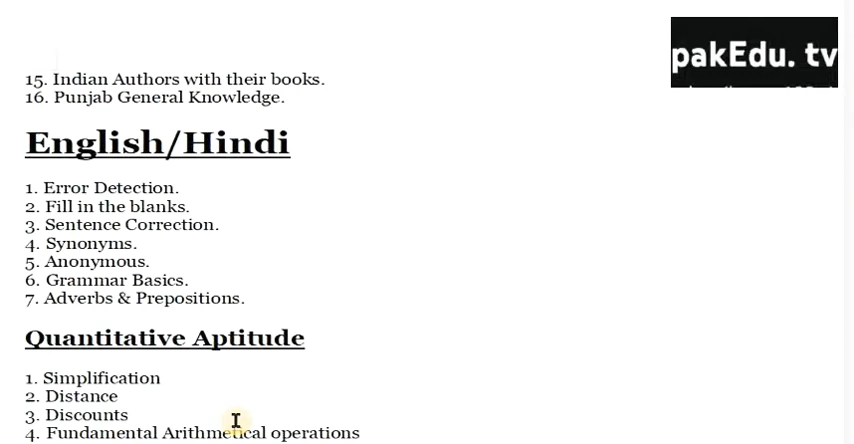 pakEdu. tv
15. Indian Authors with their books.
16. Punjab General Knowledge.
English/Hindi
1. Error Detection.
2. Fill in the blanks.
3. Sentence Correction.
4. Synonyms.
5. Anonymous.
6. Grammar Basics.
7. Adverbs & Prepositions.
Quantitative Aptitude
1. Simplification
2. Distance
3. Discounts
4. Fundamental Arithmetical operations